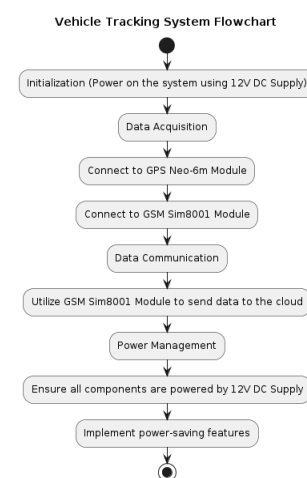 Vehicle Tracking System Flowchart
Initialization (Power on the system using 12V DC Supply)
Data Acquisition
Connect to GPS Neo-6m Module
Connect to GSM Sim8001 Module
Data Communication
Utilize GSM Sim8001 Module to send data to the cloud
Power Management
Ensure all components are powered by 12V DC Supply
Implement power-saving features